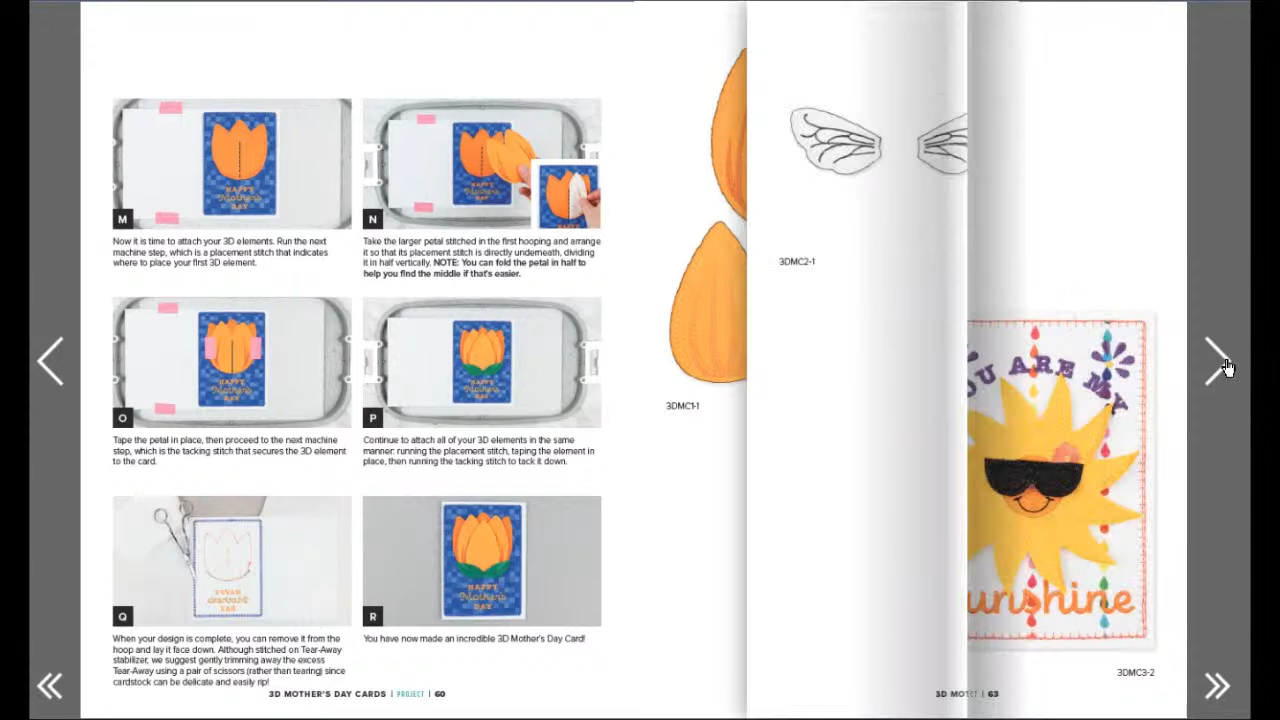 HAPPY
Mother's
DAY
M
N
Now it is time to attach your 3D elements. Run the next
machine step, which is a placement stitch that indicates
where to place your first 3D element.
Take the larger petal stitched in the first hooping and arrange
it so that its placement stitch is directly underneath, dividing
it in half vertically. NOTE: You can fold the petal in half to
help you find the middle if that's easier.
HAPPY
Mother's
DAY
HAPPY
Mother's
DAY
O
P
Tape the petal in place, then proceed to the next machine
step, which is the tacking stitch that secures the 3D element
to the card.
Continue to attach all of your 3D elements in the same
manner: running the placement stitch, taping the element in
place, then running the tacking stitch to tack it down.
HAPPY
Mother's
DAY
Q
R
When your design is complete, you can remove it from the
hoop and lay it face down. Although stitched on Tear-Away
stabilizer, we suggest gently trimming away the excess
Tear-Away using a pair of scissors (rather than tearing) since
cardstock can be delicate and easily rip!
You have now made an incredible 3D Mother's Day Card!
3D MOTHER'S DAY CARDS | PROJECT | 60
3DMC1-1
3DMC2-1
OU ARE MY
unshine
3DMC3-2
3D MOT
63